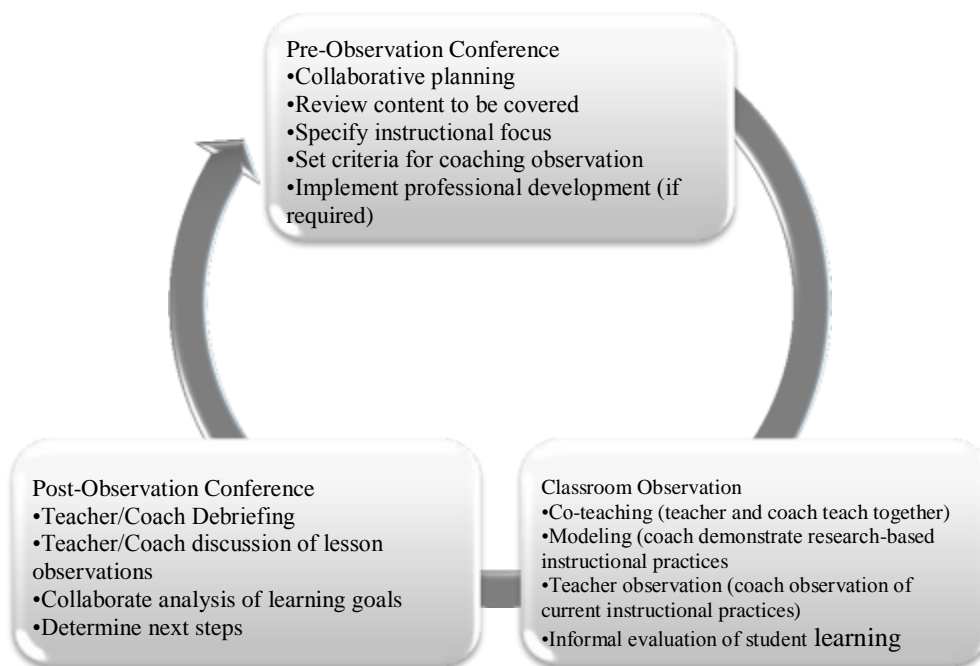 Pre-Observation Conference
•Collaborative planning
•Review content to be covered
•Specify instructional focus
•Set criteria for coaching observation
•Implement professional development (if
required)
Post-Observation Conference
•Teacher/Coach Debriefing
•Teacher/Coach discussion of lesson
observations
•Collaborate analysis of learning goals
•Determine next steps
Classroom Observation
•Co-teaching (teacher and coach teach together)
•Modeling (coach demonstrate research-based
instructional practices
•Teacher observation (coach observation of
current instructional practices)
•Informal evaluation of student learning